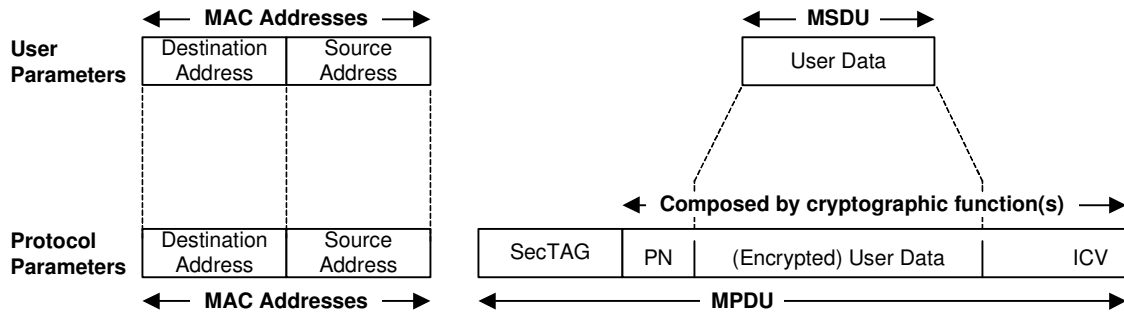 MAC Addresses
MSDU
User
Parameters
Destination
Address
Source
Address
User Data
Composed by cryptographic function(s)
Protocol
Parameters
Destination
Address
Source
Address
SecTAG
PN
(Encrypted) User Data
ICV
MAC Addresses
MPDU